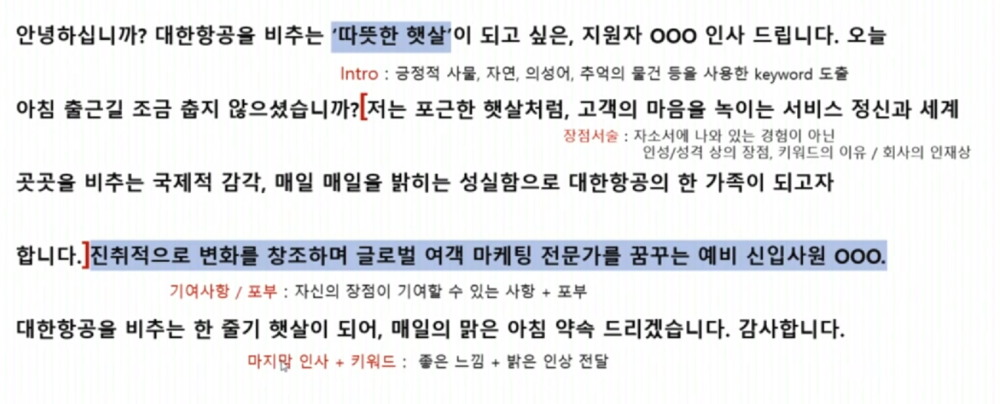 안녕하십니까? 대한항공을 비추는 ‘따뜻한 햇살’이 되고 싶은, 지원자 OOO 인사 드립니다. 오늘
Intro : 긍정적 사물, 자연, 의성어, 추억의 물건 등을 사용한 keyword 도출
아침 출근길 조금 춥지 않으셨습니까?[저는 포근한 햇살처럼, 고객의 마음을 녹이는 서비스 정신과 세계
장점서술 : 자소서에 나와 있는 경험이 아닌
인성/성격 상의 장점, 키워드의 이유 / 회사의 인재상
곳곳을 비추는 국제적 감각, 매일 매일을 밝히는 성실함으로 대한항공의 한 가족이 되고자
합니다.]진취적으로 변화를 창조하며 글로벌 여객 마케팅 전문가를 꿈꾸는 예비 신입사원 OOO.
기여사항 / 포부 : 자신의 장점이 기여할 수 있는 사항 + 포부
대한항공을 비추는 한 줄기 햇살이 되어, 매일의 맑은 아침 약속 드리겠습니다. 감사합니다.
마지막 인사 + 키워드 : 좋은 느낌 + 밝은 인상 전달